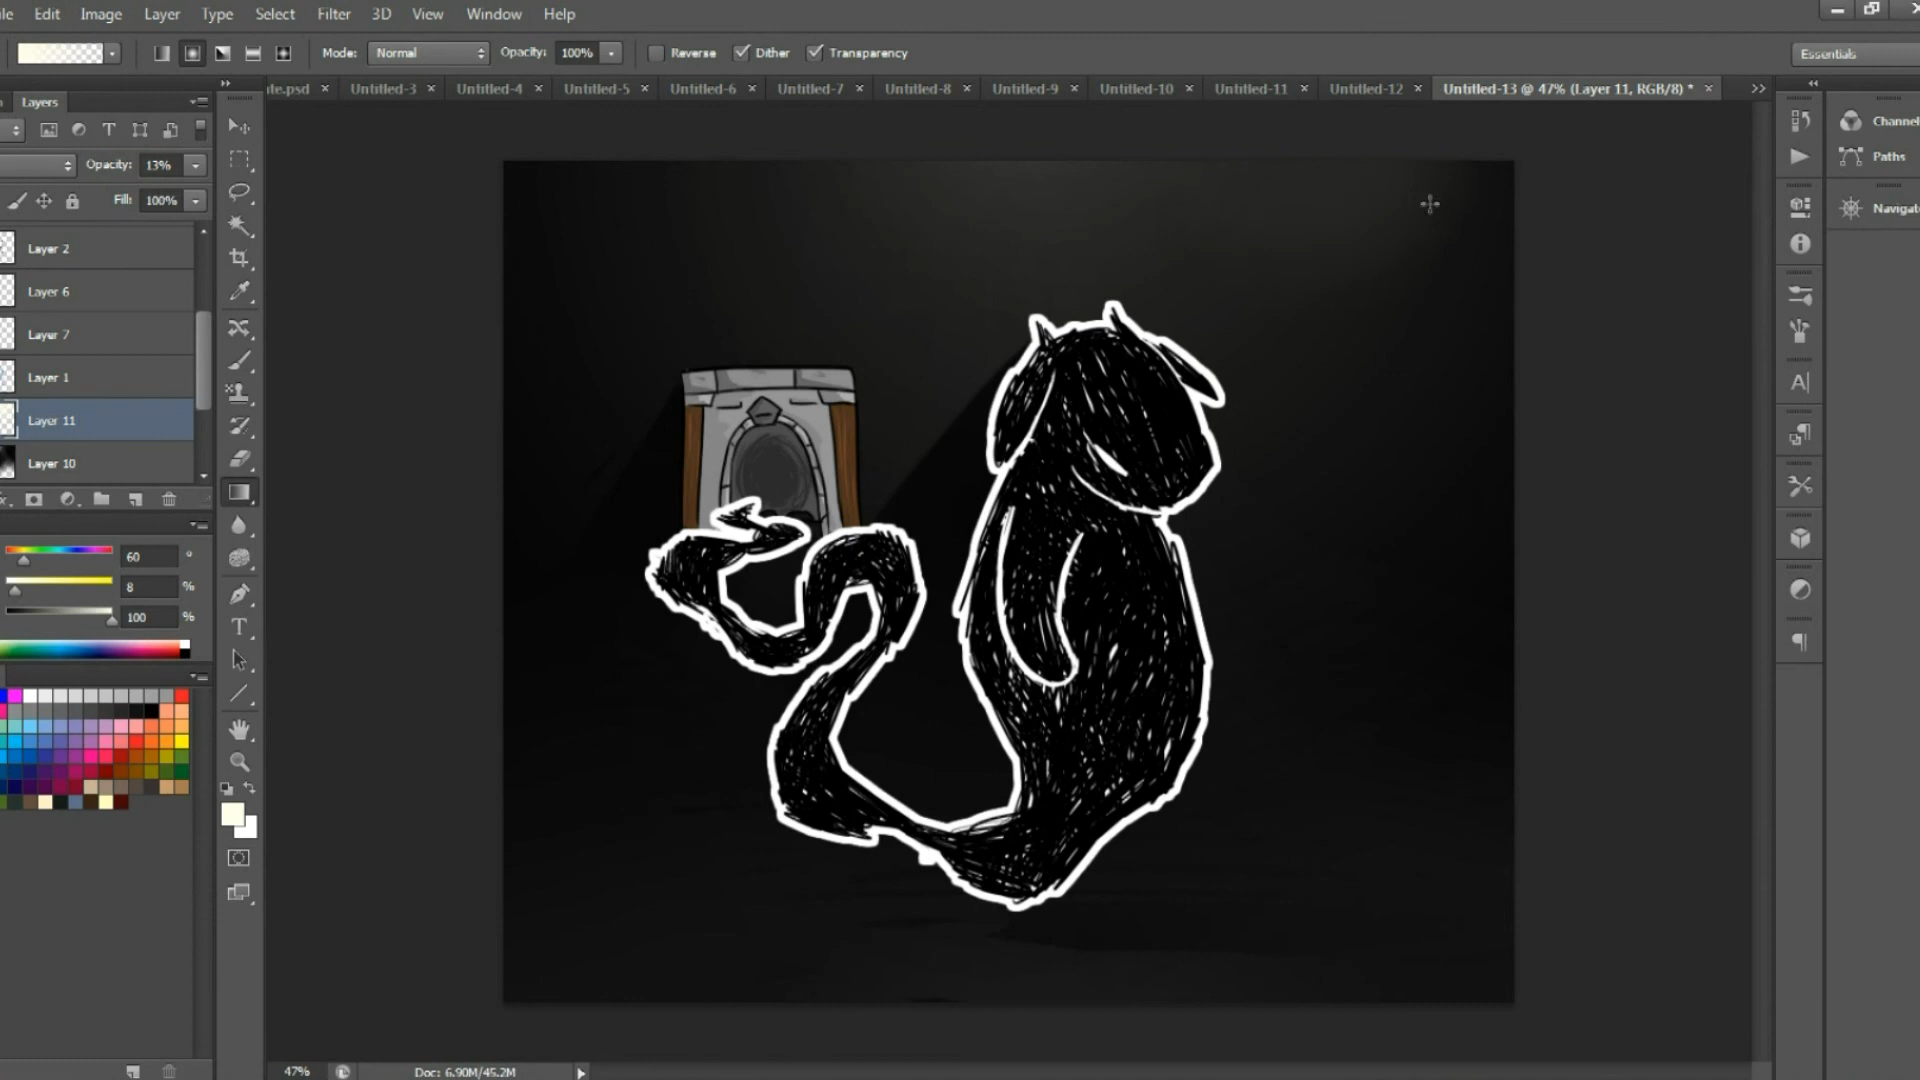 Edit Image Layer Type Select Filter 3D View Window Help
Mode: Normal Opacity: 100% Reverse Dither Transparency Essentials
Untitled-3 × Untitled-4 × Untitled-5 × Untitled-6 × Untitled-7 × Untitled-8 × Untitled-9 × Untitled-10 × Untitled-11 × Untitled-12 × Untitled-13 @ 47% (Layer 11, RGB/8) * ×
Layers
Opacity: 13%
Fill: 100%
Layer 2
Layer 6
Layer 7
Layer 1
Layer 11
Layer 10
60 °
8 %
100 %
Channel
Paths
Navigat
47% Doc: 6.90M/45.2M